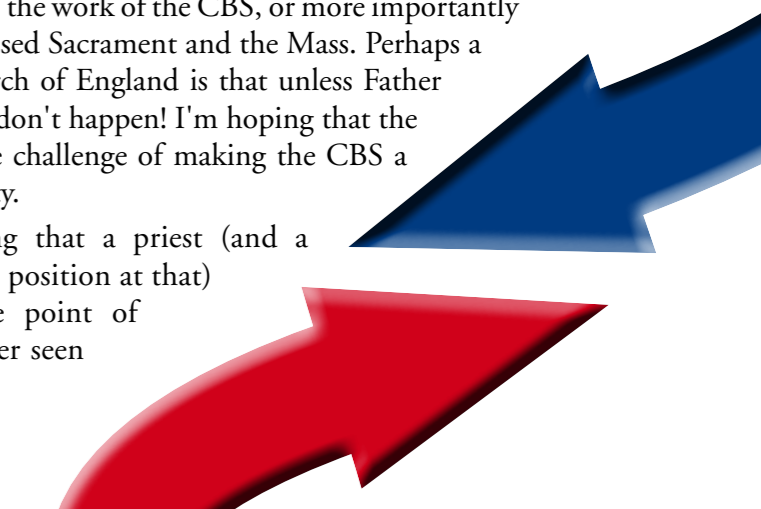 the work of the CBS, or more importantly
sed Sacrament and the Mass. Perhaps a
ch of England is that unless Father
don't happen! I'm hoping that the
challenge of making the CBS a
y.
ng that a priest (and a
position at that)
point of
er seen